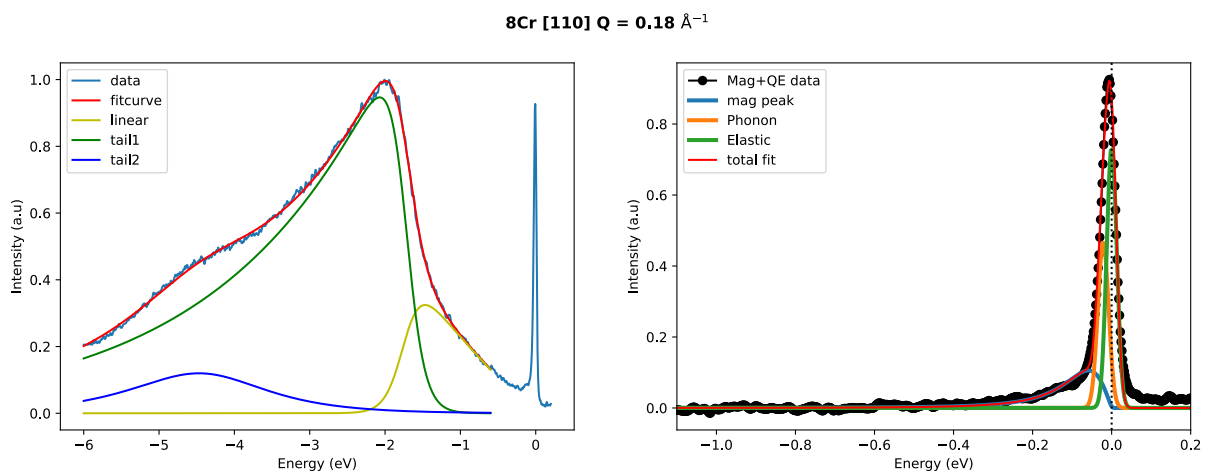 8Cr [110] Q = 0.18 Å⁻¹
data
fitcurve
linear
tail1
tail2
Intensity (a.u)
1.0
0.8
0.6
0.4
0.2
0.0
−6 −5 −4 −3 −2 −1 0
Energy (eV)
Mag+QE data
mag peak
Phonon
Elastic
total fit
Intensity (a.u)
0.8
0.6
0.4
0.2
0.0
−1.0 −0.8 −0.6 −0.4 −0.2 0.0 0.2
Energy (eV)